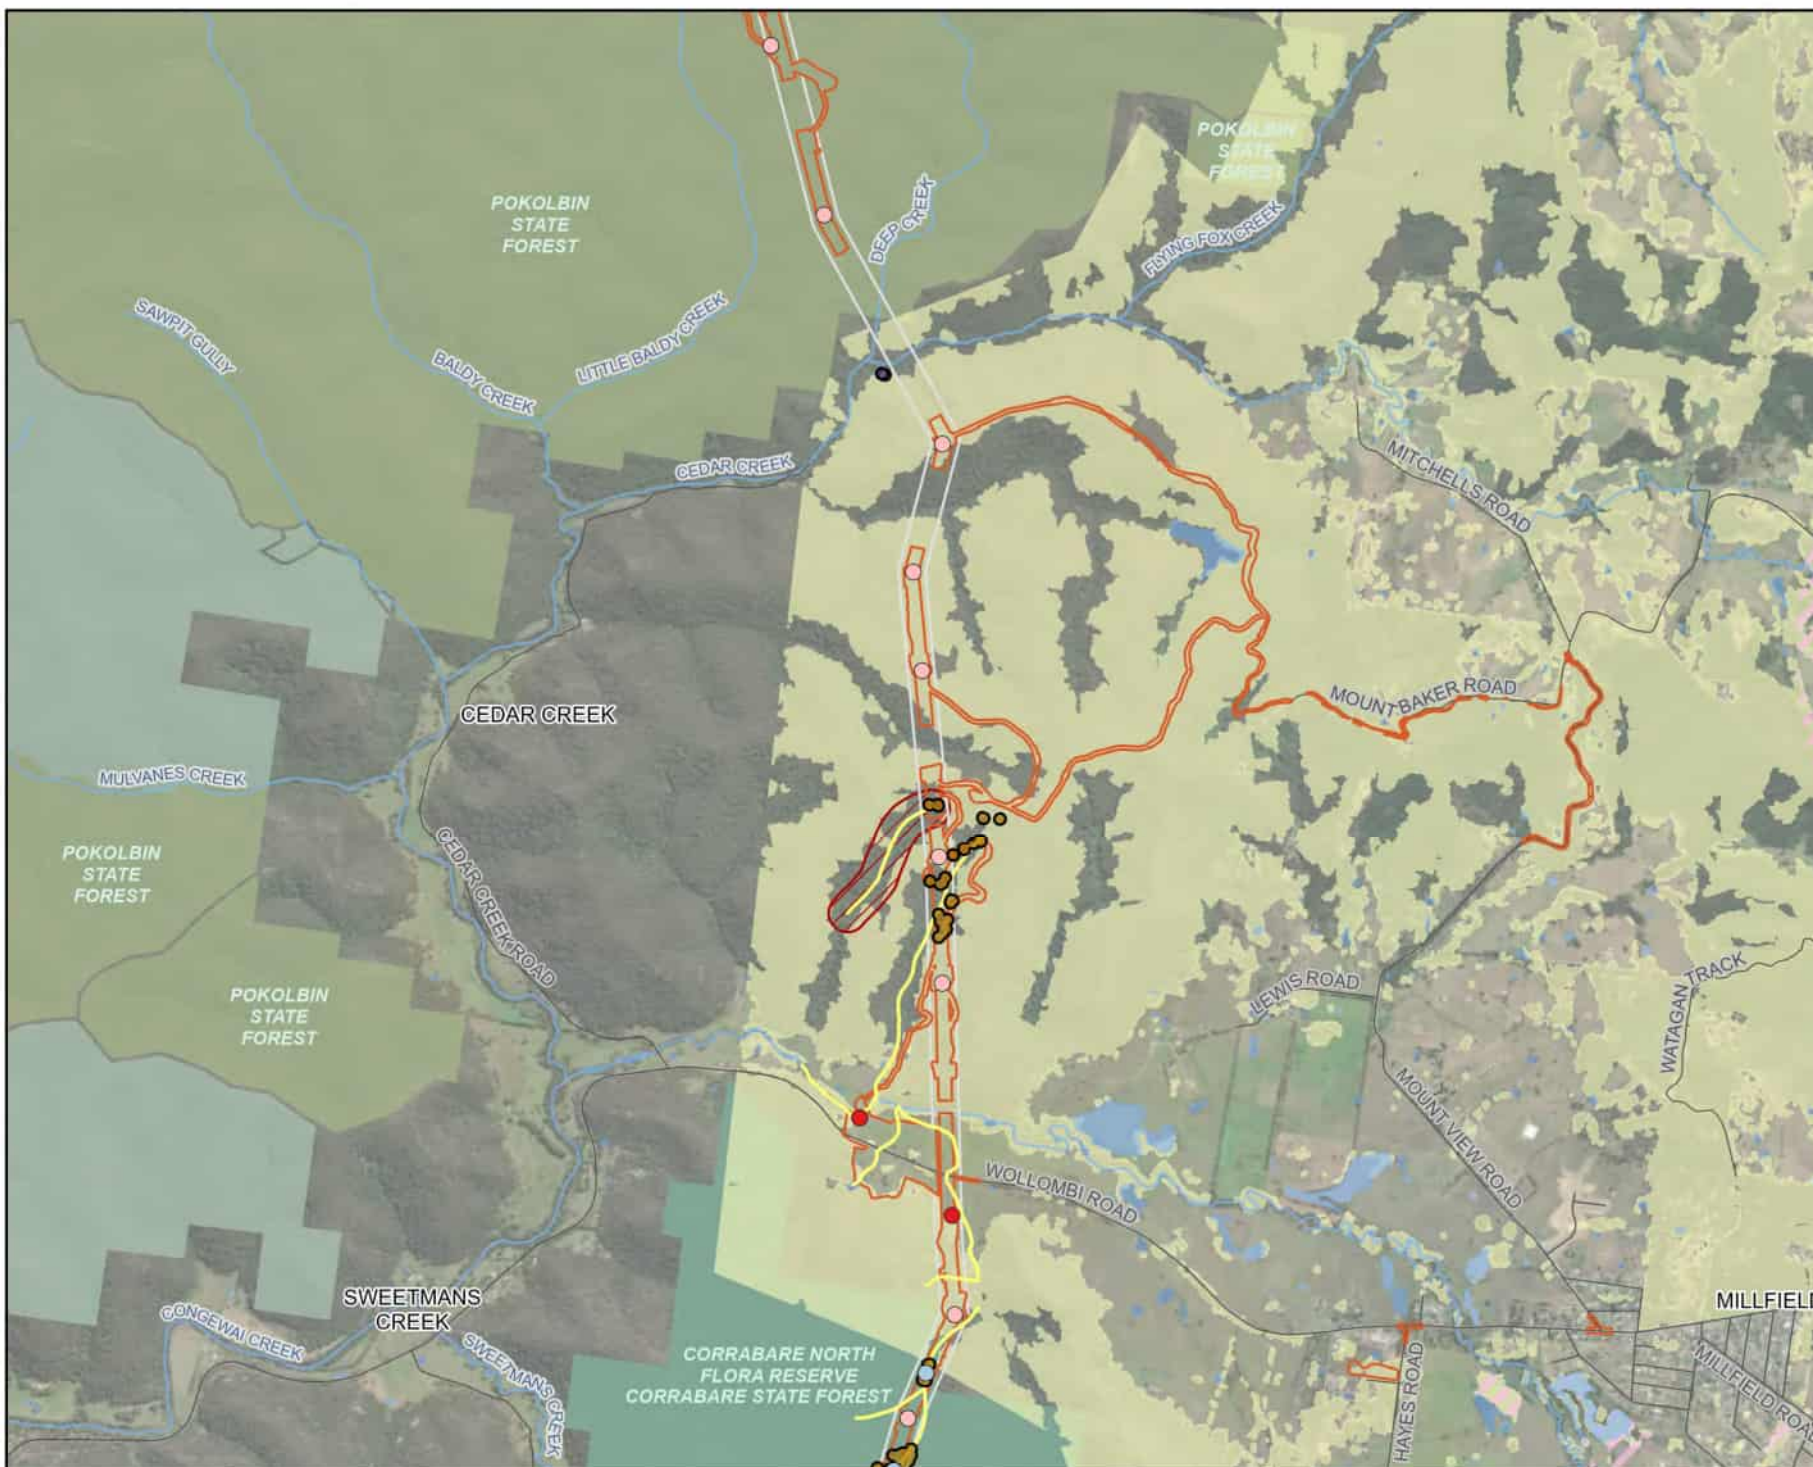 POKOLBIN
STATE
FOREST
POKOLBIN
STATE
FOREST
DEEP CREEK
FLYING FOX CREEK
SAWPIT GULLY
BALDY CREEK
LITTLE BALDY CREEK
CEDAR CREEK
MITCHELLS ROAD
CEDAR CREEK
MOUNT BAKER ROAD
MULVANES CREEK
POKOLBIN
STATE
FOREST
CEDAR CREEK ROAD
POKOLBIN
STATE
FOREST
LEWIS ROAD
WATAGAN TRACK
MOUNT VIEW ROAD
WOLLOMBI ROAD
SWEETMANS
CREEK
CONGEWAI CREEK
SWEETMANS CREEK
CORRABARE NORTH
FLORA RESERVE
CORRABARE STATE FOREST
MILLFIELD
HAYES ROAD
MILLFIELD ROAD